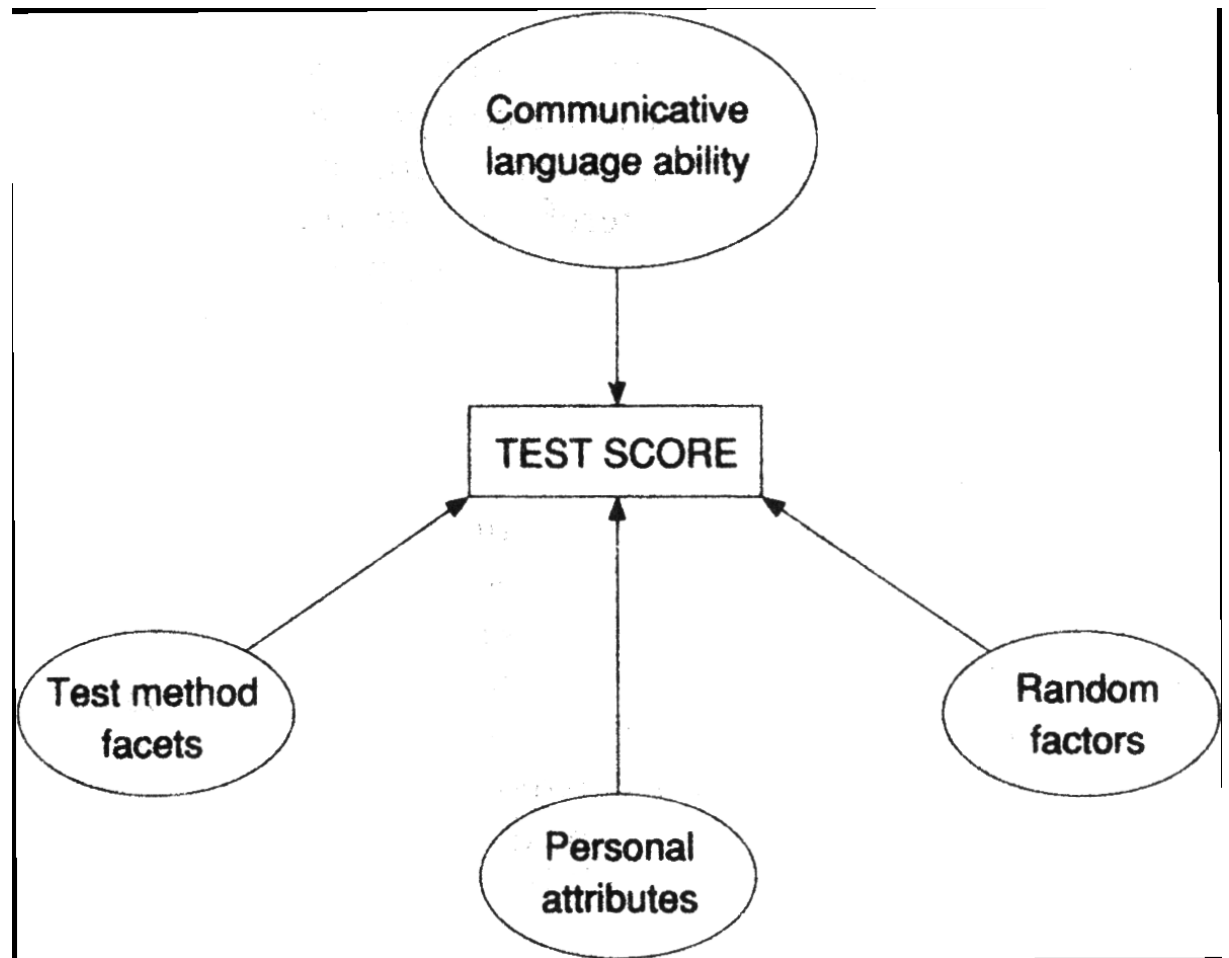 Communicative
language ability
TEST SCORE
Test method
facets
Random
factors
Personal
attributes